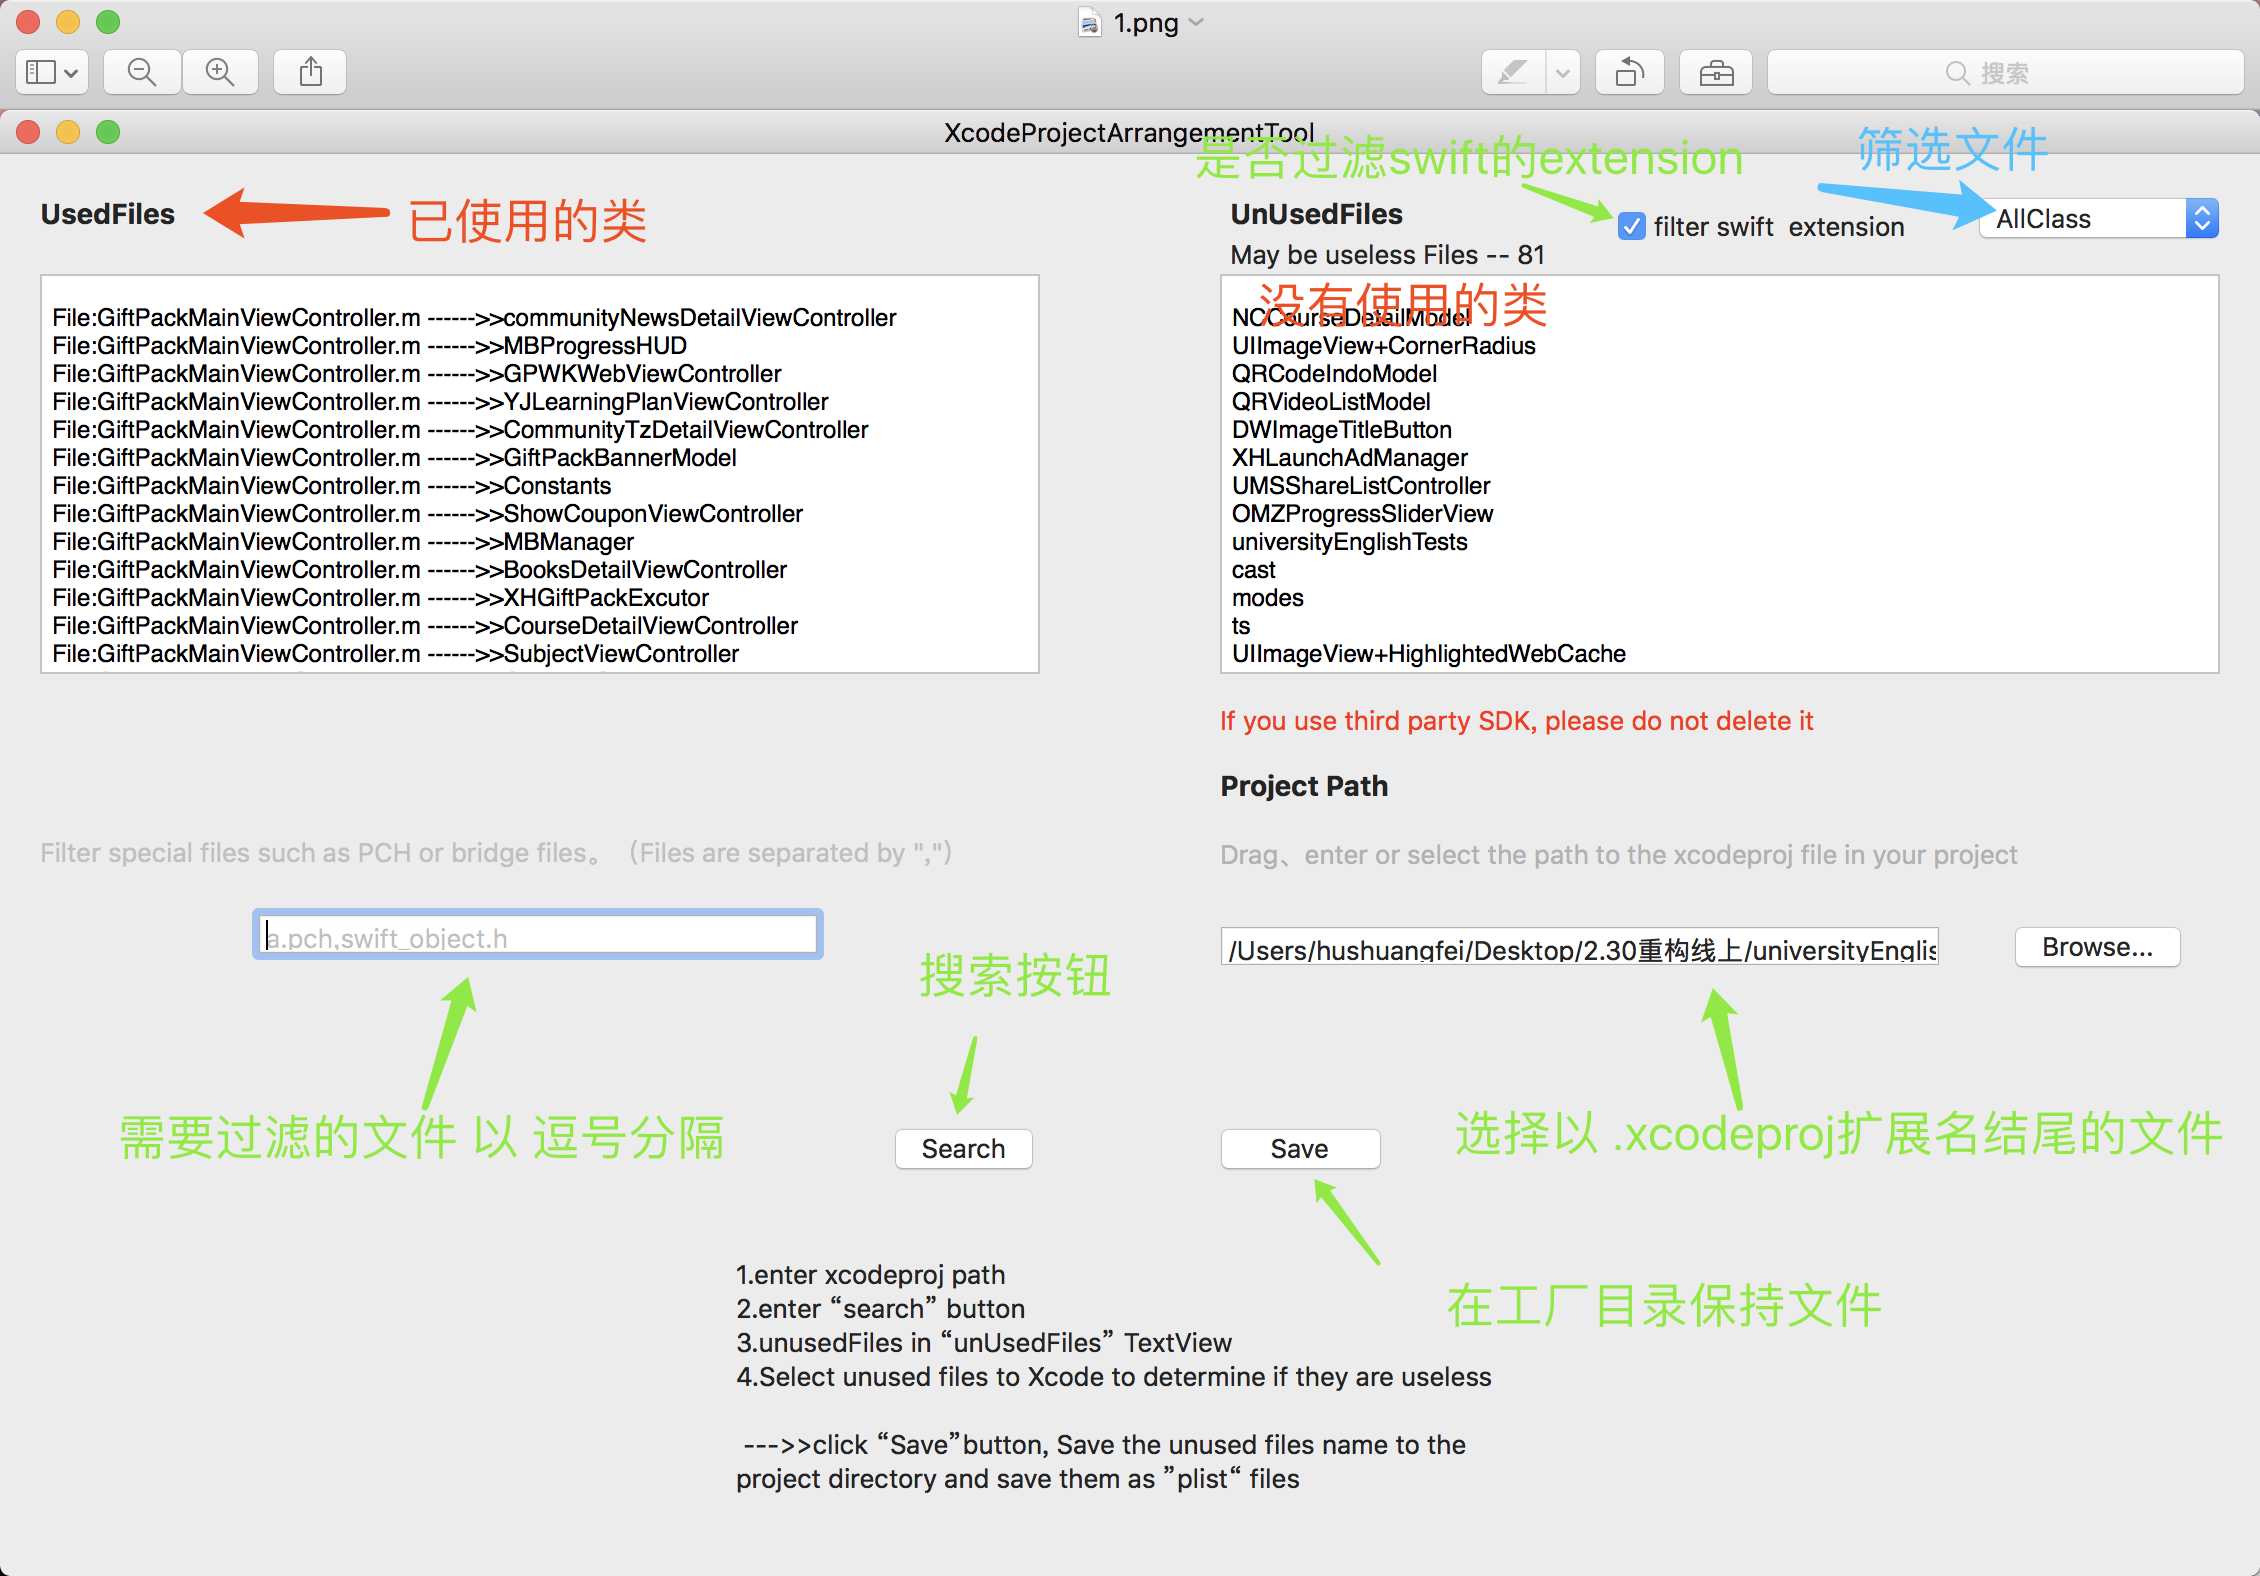 1.png
搜索
XcodeProjectArrangementTool
是否过滤swift的extension
筛选文件
UsedFiles
已使用的类
UnUsedFiles
filter swift  extension
AllClass
May be useless Files -- 81
没有使用的类
File:GiftPackMainViewController.m ------>>communityNewsDetailViewController
File:GiftPackMainViewController.m ------>>MBProgressHUD
File:GiftPackMainViewController.m ------>>GPWKWebViewController
File:GiftPackMainViewController.m ------>>YJLearningPlanViewController
File:GiftPackMainViewController.m ------>>CommunityTzDetailViewController
File:GiftPackMainViewController.m ------>>GiftPackBannerModel
File:GiftPackMainViewController.m ------>>Constants
File:GiftPackMainViewController.m ------>>ShowCouponViewController
File:GiftPackMainViewController.m ------>>MBManager
File:GiftPackMainViewController.m ------>>BooksDetailViewController
File:GiftPackMainViewController.m ------>>XHGiftPackExcutor
File:GiftPackMainViewController.m ------>>CourseDetailViewController
File:GiftPackMainViewController.m ------>>SubjectViewController
NCCourseDetailModel
UIImageView+CornerRadius
QRCodeIndoModel
QRVideoListModel
DWImageTitleButton
XHLaunchAdManager
UMSShareListController
OMZProgressSliderView
universityEnglishTests
cast
modes
ts
UIImageView+HighlightedWebCache
If you use third party SDK, please do not delete it
Project Path
Filter special files such as PCH or bridge files。（Files are separated by ",")
Drag、enter or select the path to the xcodeproj file in your project
a.pch,swift_object.h
/Users/hushuangfei/Desktop/2.30重构线上/universityEnglis
Browse...
搜索按钮
需要过滤的文件 以 逗号分隔
Search
Save
选择以 .xcodeproj扩展名结尾的文件
在工厂目录保持文件
1.enter xcodeproj path
2.enter “search” button
3.unusedFiles in “unUsedFiles” TextView
4.Select unused files to Xcode to determine if they are useless
--->>click “Save”button, Save the unused files name to the
project directory and save them as ”plist“ files